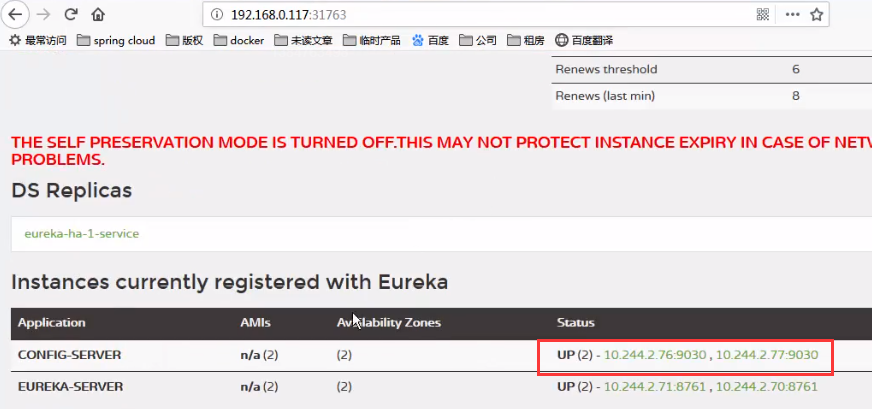 192.168.0.117:31763
最常访问 spring cloud 版权 docker 未读文章 临时产品 百度 公司 租房 百度翻译
Renews threshold 6
Renews (last min) 8
THE SELF PRESERVATION MODE IS TURNED OFF.THIS MAY NOT PROTECT INSTANCE EXPIRY IN CASE OF NETW
PROBLEMS.
DS Replicas
eureka-ha-1-service
Instances currently registered with Eureka
Application AMIs Availability Zones Status
CONFIG-SERVER n/a (2) (2) UP (2) - 10.244.2.76:9030 , 10.244.2.77:9030
EUREKA-SERVER n/a (2) (2) UP (2) - 10.244.2.71:8761 , 10.244.2.70:8761